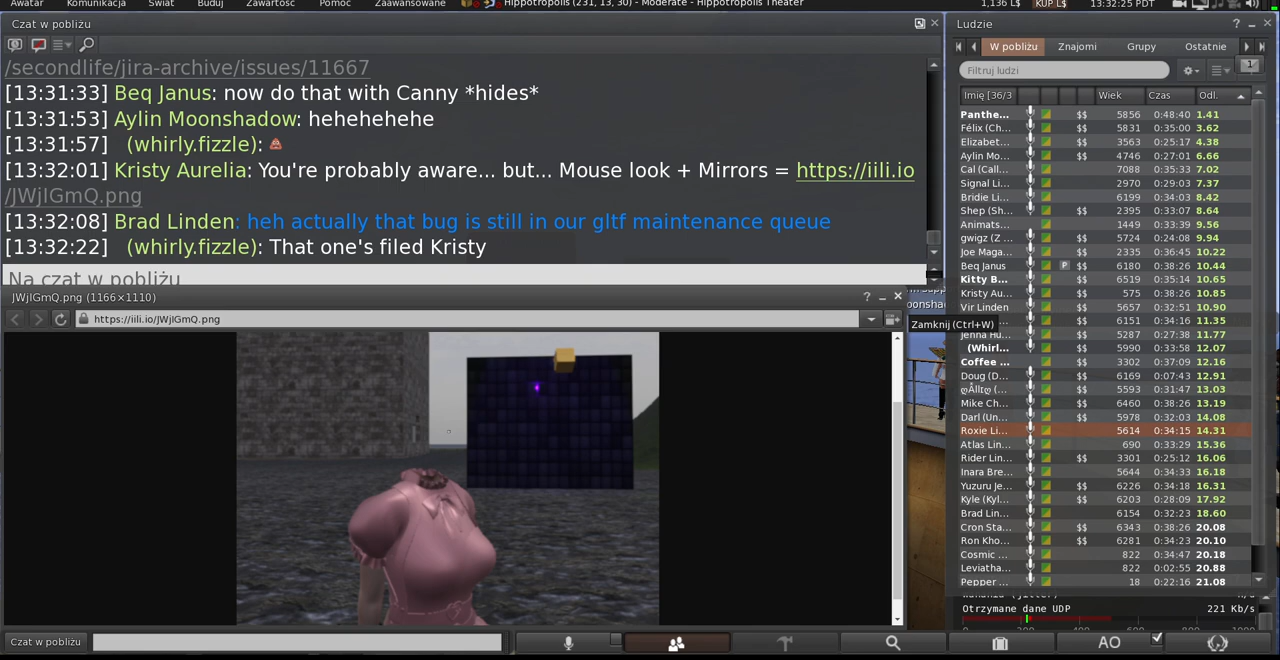 Awatar Komunikacja Świat Buduj Zawartość Pomoc Zaawansowane Hippotropolis (231, 13, 30) - Moderate - Hippotropolis Theater 1,136 L$ KUP L$ 13:32:25 PDT
Czat w pobliżu
/secondlife/jira-archive/issues/11667
[13:31:33] Beq Janus: now do that with Canny *hides*
[13:31:53] Aylin Moonshadow: hehehehehe
[13:31:57] (whirly.fizzle): 💩
[13:32:01] Kristy Aurelia: You're probably aware... but... Mouse look + Mirrors = https://iili.io
/JWjIGmQ.png
[13:32:08] Brad Linden: heh actually that bug is still in our gltf maintenance queue
[13:32:22] (whirly.fizzle): That one's filed Kristy
Na czat w pobliżu
JWjIGmQ.png (1166×1110)
https://iili.io/JWjIGmQ.png
Zamknij (Ctrl+W)
Czat w pobliżu
Ludzie
W pobliżu Znajomi Grupy Ostatnie
Filtruj ludzi
1
Imię [36/3 Wiek Czas Odl.
Panthe... $$ 5856 0:48:40 1.41
Félix (Ch... $$ 5831 0:35:00 3.62
Elizabet... $$ 3563 0:25:17 4.38
Aylin Mo... $$ 4746 0:27:01 6.66
Cal (Call... 7088 0:35:33 7.02
Signal Li... 2970 0:29:03 7.37
Bridie Li... 6199 0:34:03 8.42
Shep (Sh... $$ 2395 0:33:07 8.64
Animats... 1449 0:33:39 9.56
gwigz (Z ... $$ 5724 0:24:08 9.94
Joe Maga... $$ 2335 0:36:45 10.22
Beq Janus P $$ 6180 0:38:26 10.44
Kitty B... $$ 6519 0:35:14 10.65
Kristy Au... $$ 575 0:38:26 10.85
Vir Linden $$ 5657 0:32:51 10.90
$$ 6151 0:34:16 11.35
Jenna Hu... $$ 5287 0:27:38 11.77
(Whirl... $$ 5990 0:33:58 12.07
Coffee ... $$ 3302 0:37:09 12.16
Doug (D... $$ 6169 0:07:43 12.91
$$ 5593 0:31:47 13.03
Mike Ch... $$ 6460 0:38:26 13.19
Darl (Un... $$ 5978 0:32:03 14.08
Roxie Li... 5614 0:34:15 14.31
Atlas Lin... 690 0:33:29 15.36
Rider Lin... $$ 3301 0:25:12 16.06
Inara Bre... 5644 0:34:33 16.18
Yuzuru Je... $$ 6226 0:34:18 16.31
Kyle (Kyl... $$ 6203 0:28:09 17.92
Brad Lin... 6154 0:32:23 18.60
Cron Sta... $$ 6343 0:38:26 20.08
Ron Kho... $$ 6281 0:34:23 20.10
Cosmic ... 822 0:34:47 20.18
Leviatha... 822 0:02:55 20.88
Pepper ... 18 0:22:16 21.08
Otrzymane dane UDP 221 Kb/s
AO